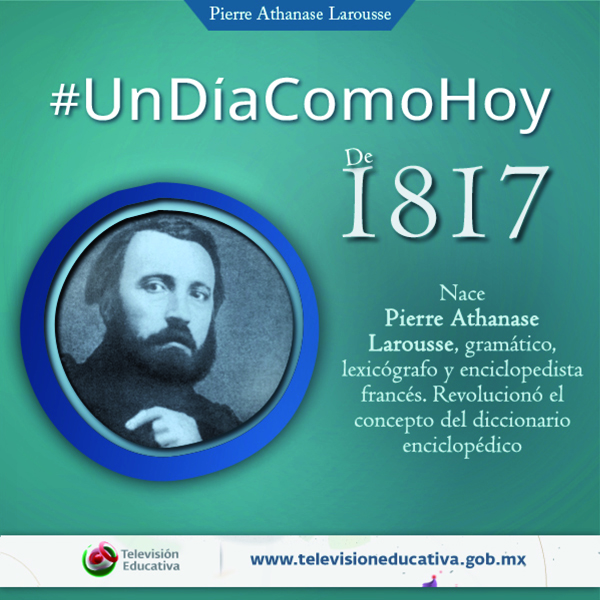 Pierre Athanase Larousse
#UnDíaComoHoy
De
1817
Nace
Pierre Athanase
Larousse, gramático,
lexicógrafo y enciclopedista
francés. Revolucionó el
concepto del diccionario
enciclopédico
Televisión
Educativa
www.televisioneducativa.gob.mx